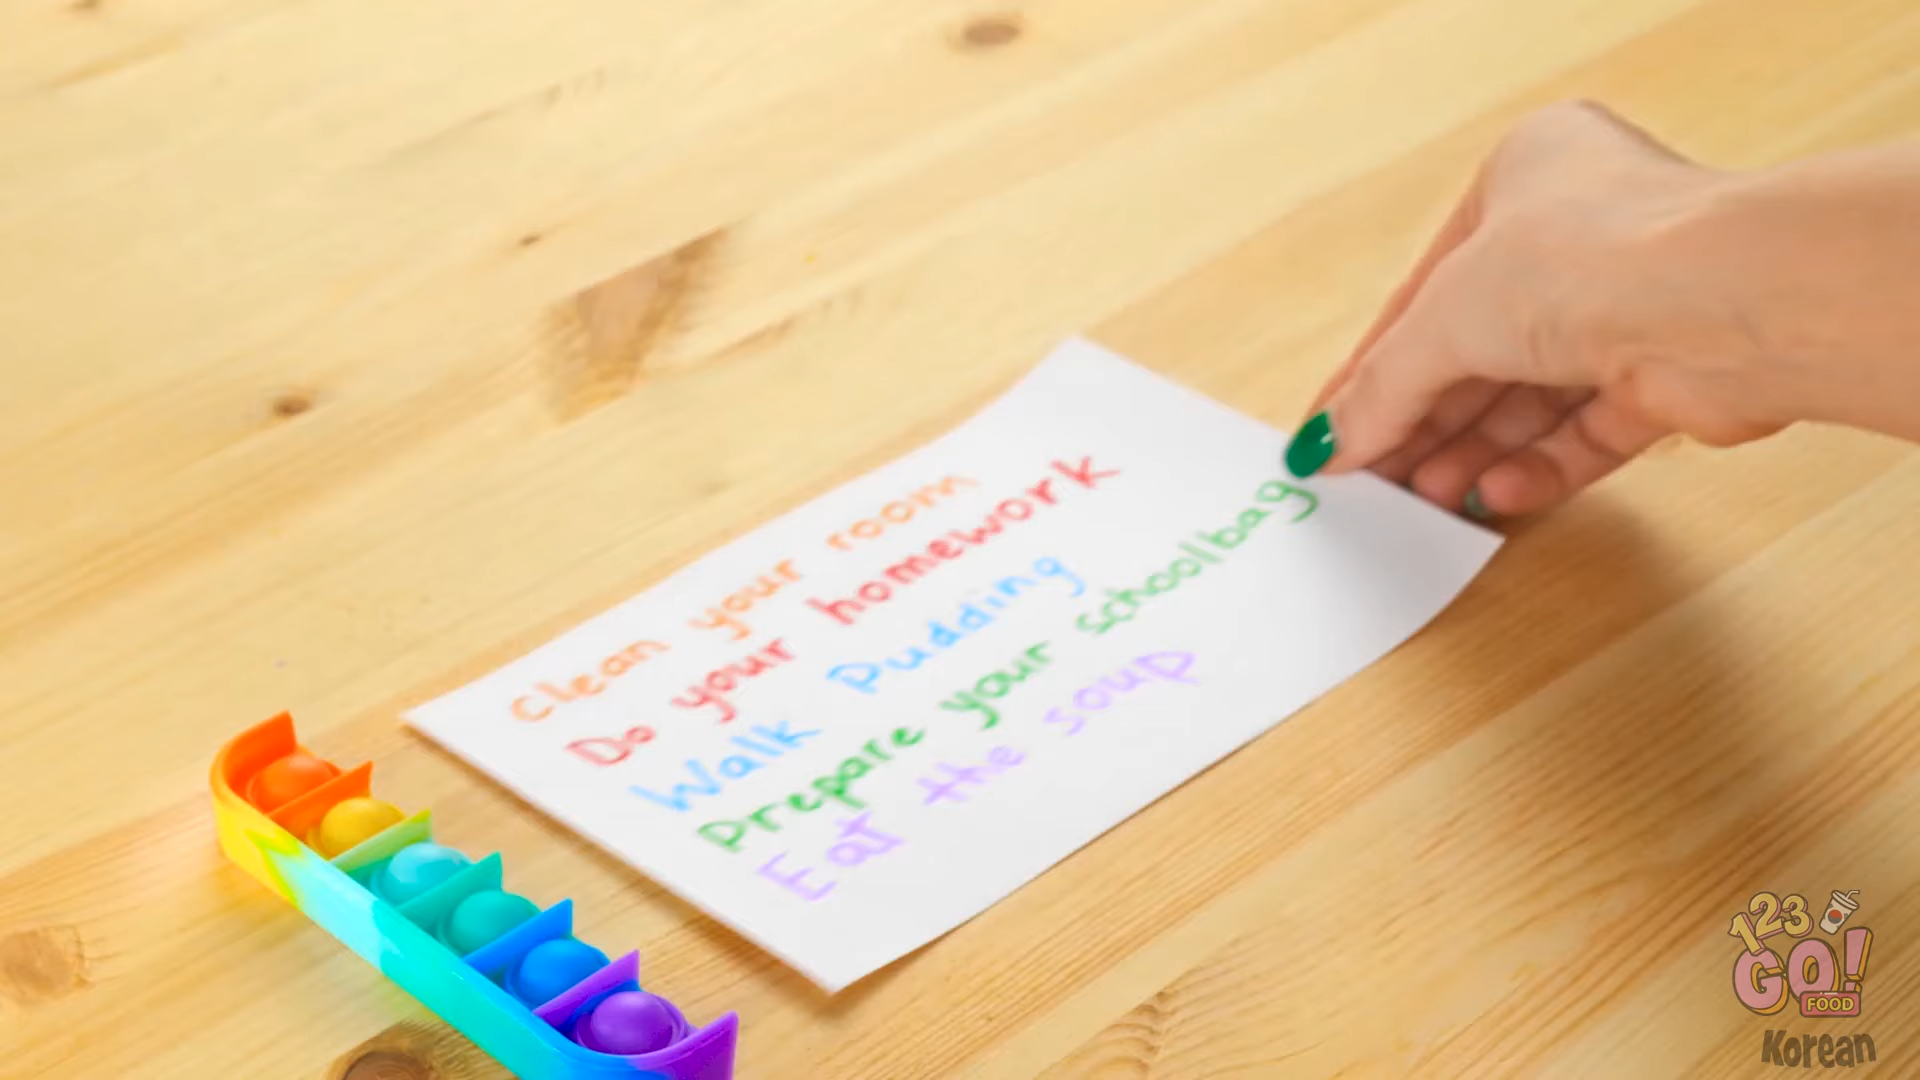 Clean your room
Do your homework
Walk Pudding
Prepare your schoolbag
Eat the soup
123
GO!
FOOD
Korean